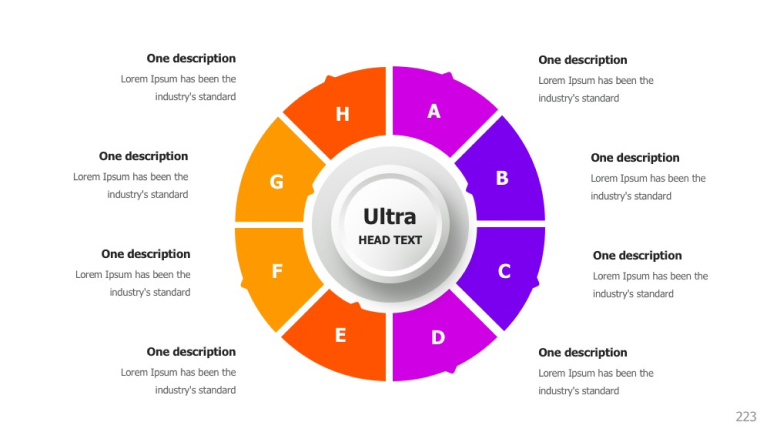 One description
Lorem Ipsum has been the
industry's standard
One description
Lorem Ipsum has been the
industry's standard
One description
Lorem Ipsum has been the
industry's standard
One description
Lorem Ipsum has been the
industry's standard
H
A
G
B
F
C
E
D
Ultra
HEAD TEXT
One description
Lorem Ipsum has been the
industry's standard
One description
Lorem Ipsum has been the
industry's standard
One description
Lorem Ipsum has been the
industry's standard
One description
Lorem Ipsum has been the
industry's standard
223